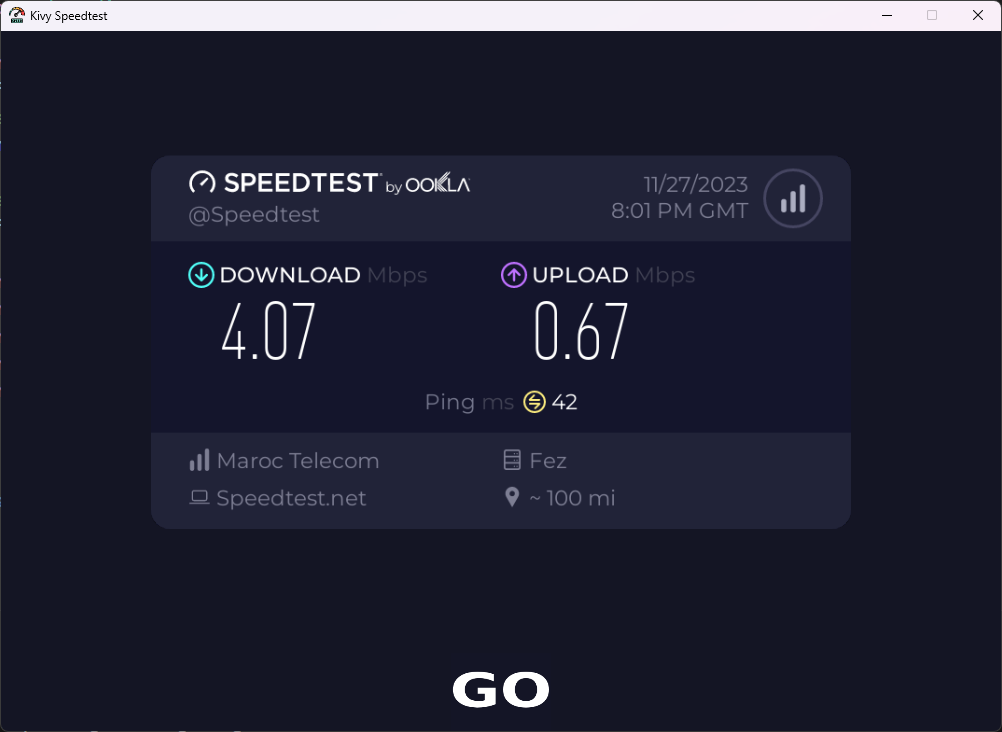 Kivy Speedtest
SPEEDTEST by OOKLA
@Speedtest
11/27/2023
8:01 PM GMT
DOWNLOAD Mbps
4.07
UPLOAD Mbps
0.67
Ping ms 42
Maroc Telecom
Fez
Speedtest.net
~ 100 mi
GO